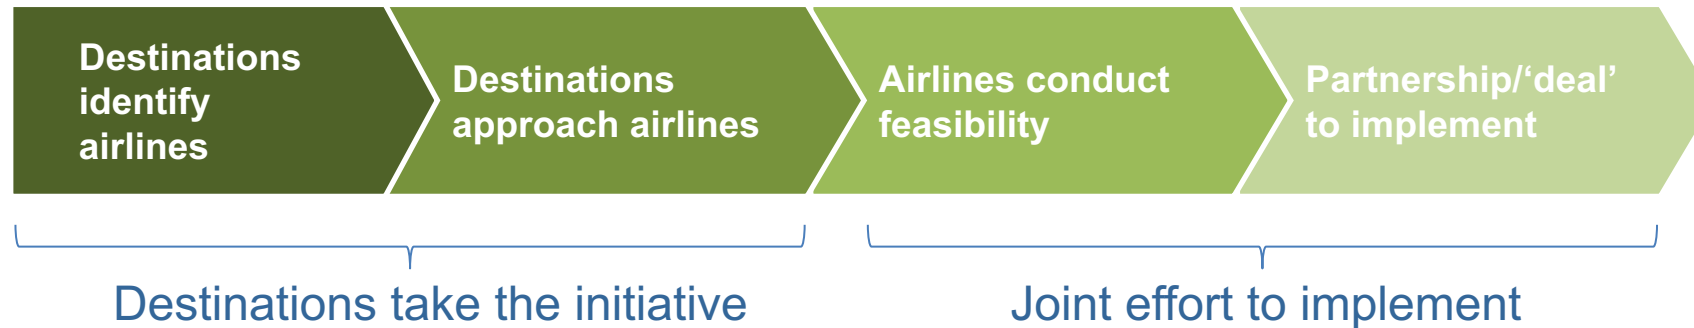 Destinations
identify
airlines
Destinations
approach airlines
Airlines conduct
feasibility
Partnership/‘deal’
to implement
Destinations take the initiative
Joint effort to implement